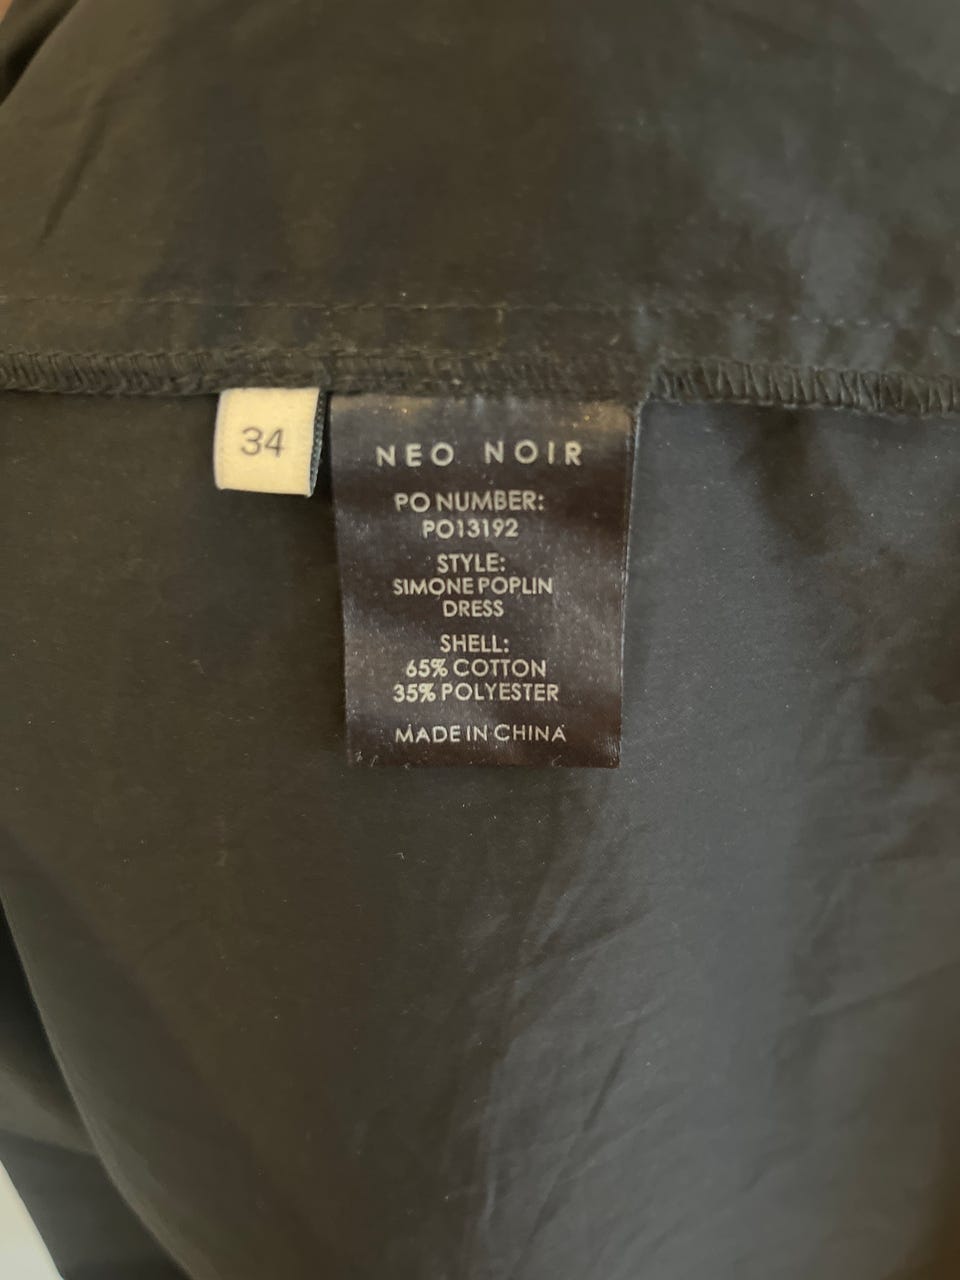 34
NEO NOIR
PO NUMBER:
PO13192
STYLE:
SIMONE POPLIN
DRESS
SHELL:
65% COTTON
35% POLYESTER
MADE IN CHINA